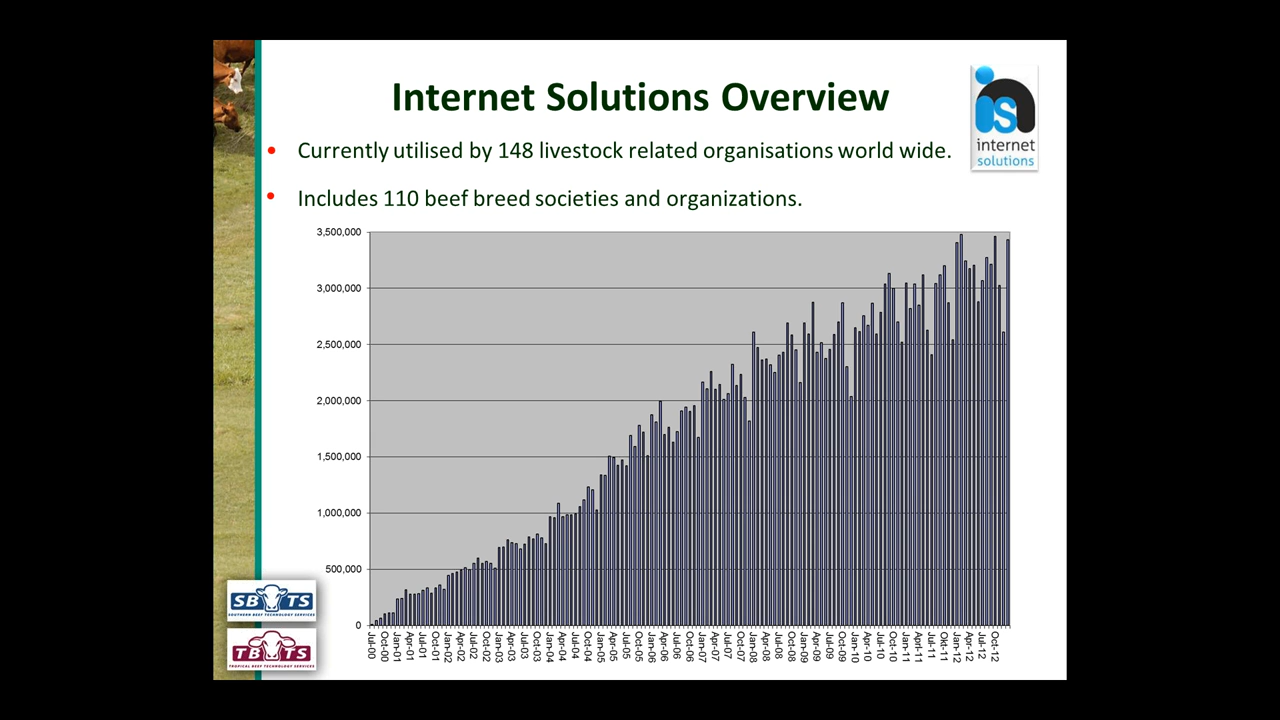 Internet Solutions Overview
is
internet
solutions
• Currently utilised by 148 livestock related organisations world wide.
• Includes 110 beef breed societies and organizations.
3,500,000
3,000,000
2,500,000
2,000,000
1,500,000
1,000,000
500,000
0
Jul-00
Oct-00
Jan-01
Apr-01
Jul-01
Oct-01
Jan-02
Apr-02
Jul-02
Oct-02
Jan-03
Apr-03
Jul-03
Oct-03
Jan-04
Apr-04
Jul-04
Oct-04
Jan-05
Apr-05
Jul-05
Oct-05
Jan-06
Apr-06
Jul-06
Oct-06
Jan-07
Apr-07
Jul-07
Oct-07
Jan-08
Apr-08
Jul-08
Oct-08
Jan-09
Apr-09
Jul-09
Oct-09
Jan-10
Apr-10
Jul-10
Oct-10
Jan-11
Aprl-11
Jul-11
Okt-11
Jan-12
Apr-12
Jul-12
Oct-12
SBTS
SOUTHERN BEEF TECHNOLOGY SERVICES
TBTS
TROPICAL BEEF TECHNOLOGY SERVICES